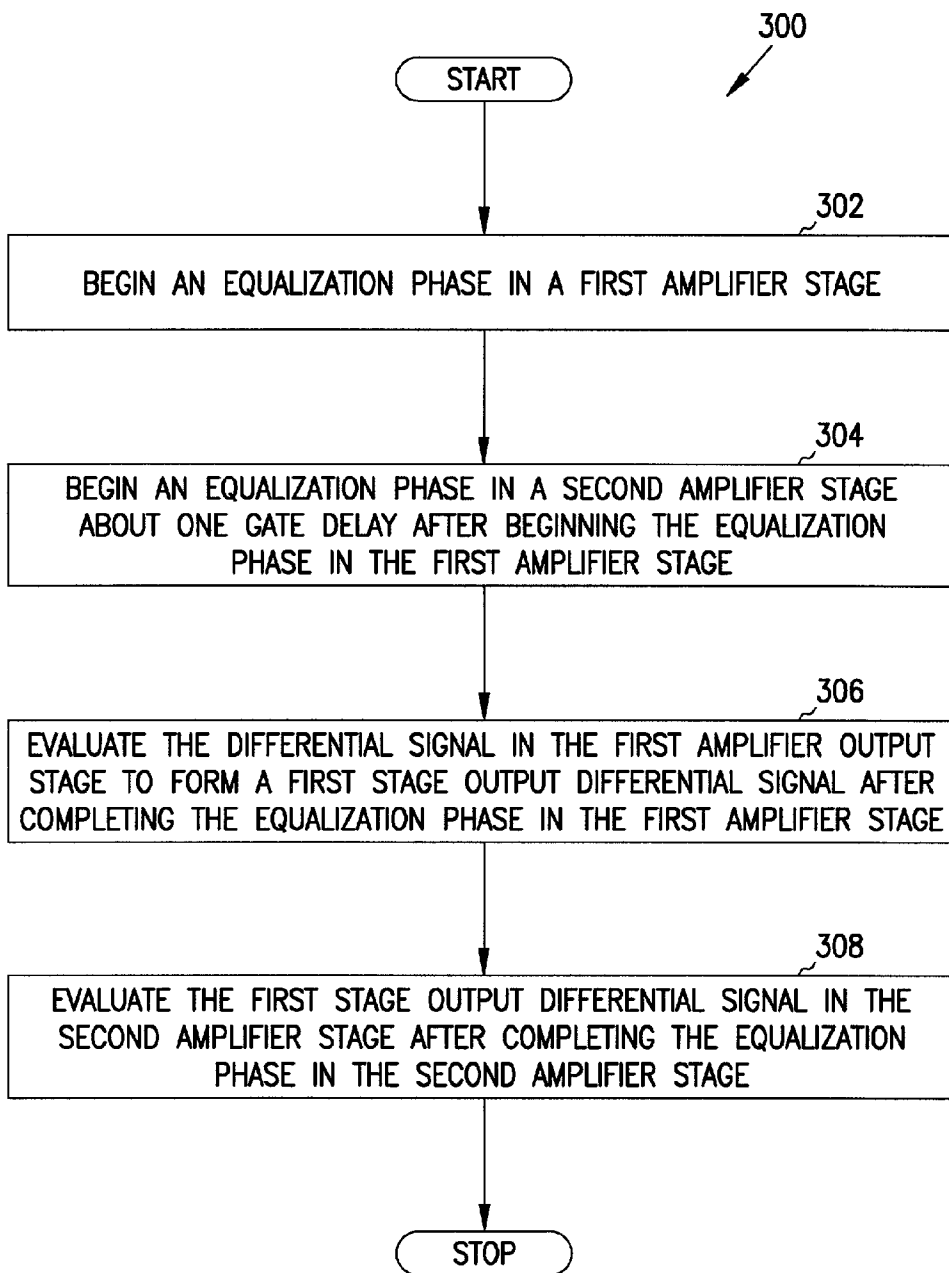 300
START
302
BEGIN AN EQUALIZATION PHASE IN A FIRST AMPLIFIER STAGE
304
BEGIN AN EQUALIZATION PHASE IN A SECOND AMPLIFIER STAGE
ABOUT ONE GATE DELAY AFTER BEGINNING THE EQUALIZATION
PHASE IN THE FIRST AMPLIFIER STAGE
306
EVALUATE THE DIFFERENTIAL SIGNAL IN THE FIRST AMPLIFIER OUTPUT
STAGE TO FORM A FIRST STAGE OUTPUT DIFFERENTIAL SIGNAL AFTER
COMPLETING THE EQUALIZATION PHASE IN THE FIRST AMPLIFIER STAGE
308
EVALUATE THE FIRST STAGE OUTPUT DIFFERENTIAL SIGNAL IN THE
SECOND AMPLIFIER STAGE AFTER COMPLETING THE EQUALIZATION
PHASE IN THE SECOND AMPLIFIER STAGE
STOP